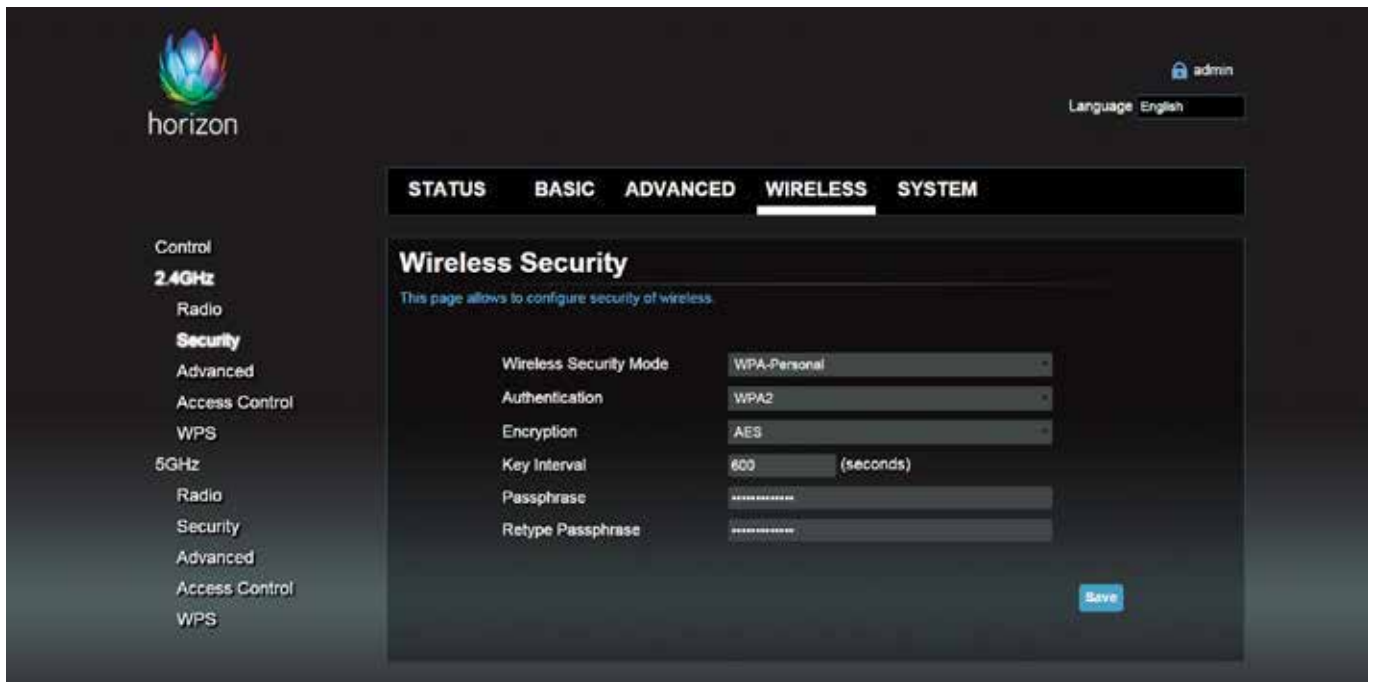 horizon
admin
Language English
STATUS BASIC ADVANCED WIRELESS SYSTEM
Control
2.4GHz
Radio
Security
Advanced
Access Control
WPS
5GHz
Radio
Security
Advanced
Access Control
WPS
Wireless Security
This page allows to configure security of wireless.
Wireless Security Mode WPA-Personal
Authentication WPA2
Encryption AES
Key Interval 600 (seconds)
Passphrase ••••••••••••••
Retype Passphrase ••••••••••••••
Save